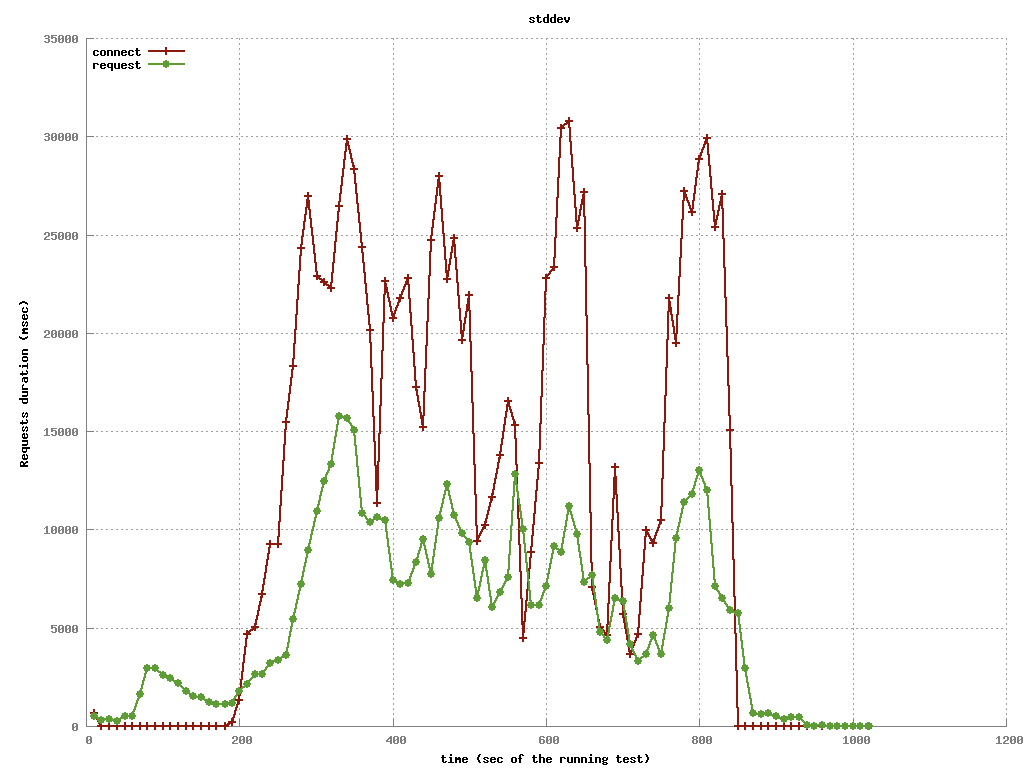 stddev
35000
connect
request
30000
25000
20000
15000
10000
5000
0
Requests duration (msec)
0 200 400 600 800 1000 1200
time (sec of the running test)